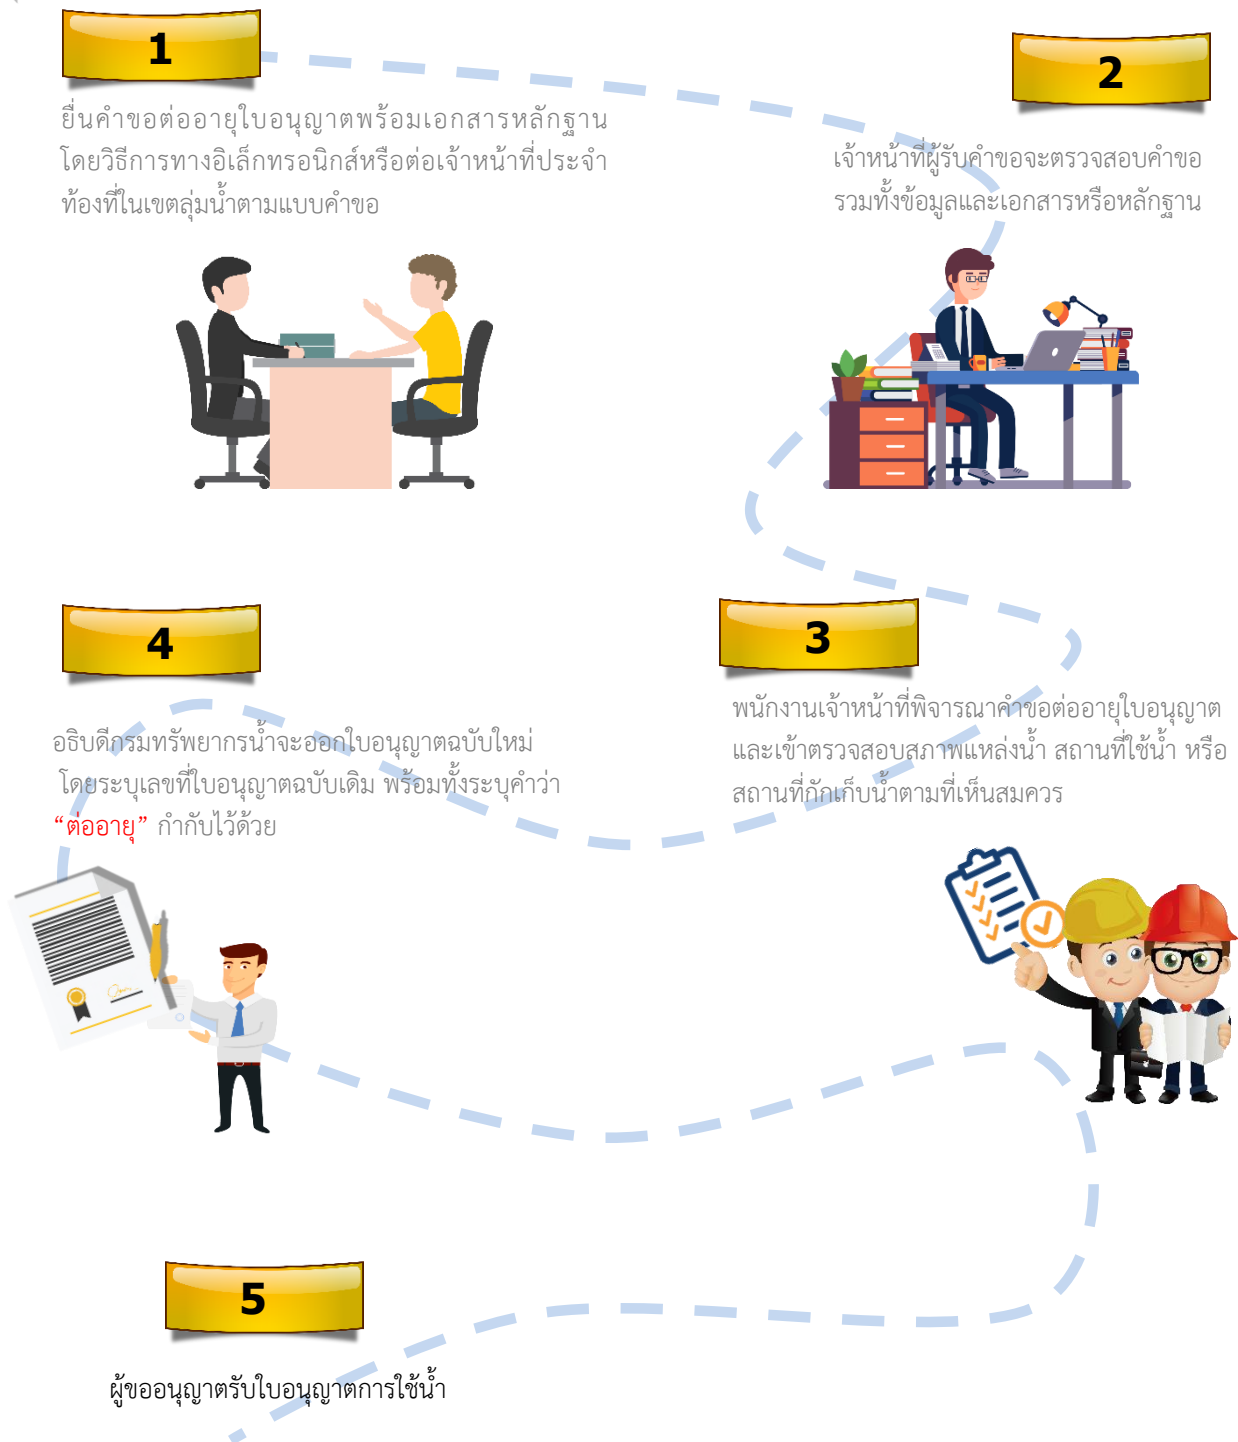 1
ยื่นคำขอต่ออายุใบอนุญาตพร้อมเอกสารหลักฐาน
โดยวิธีการทางอิเล็กทรอนิกส์หรือต่อเจ้าหน้าที่ประจำ
ท้องที่ในเขตลุ่มน้ำตามแบบคำขอ
2
เจ้าหน้าที่ผู้รับคำขอจะตรวจสอบคำขอ
รวมทั้งข้อมูลและเอกสารหรือหลักฐาน
3
พนักงานเจ้าหน้าที่พิจารณาคำขอต่ออายุใบอนุญาต
และเข้าตรวจสอบสภาพแหล่งน้ำ สถานที่ใช้น้ำ หรือ
สถานที่กักเก็บน้ำตามที่เห็นสมควร
4
อธิบดีกรมทรัพยากรน้ำจะออกใบอนุญาตฉบับใหม่
โดยระบุเลขที่ใบอนุญาตฉบับเดิม พร้อมทั้งระบุคำว่า
“ต่ออายุ” กำกับไว้ด้วย
5
ผู้ขออนุญาตรับใบอนุญาตการใช้น้ำ